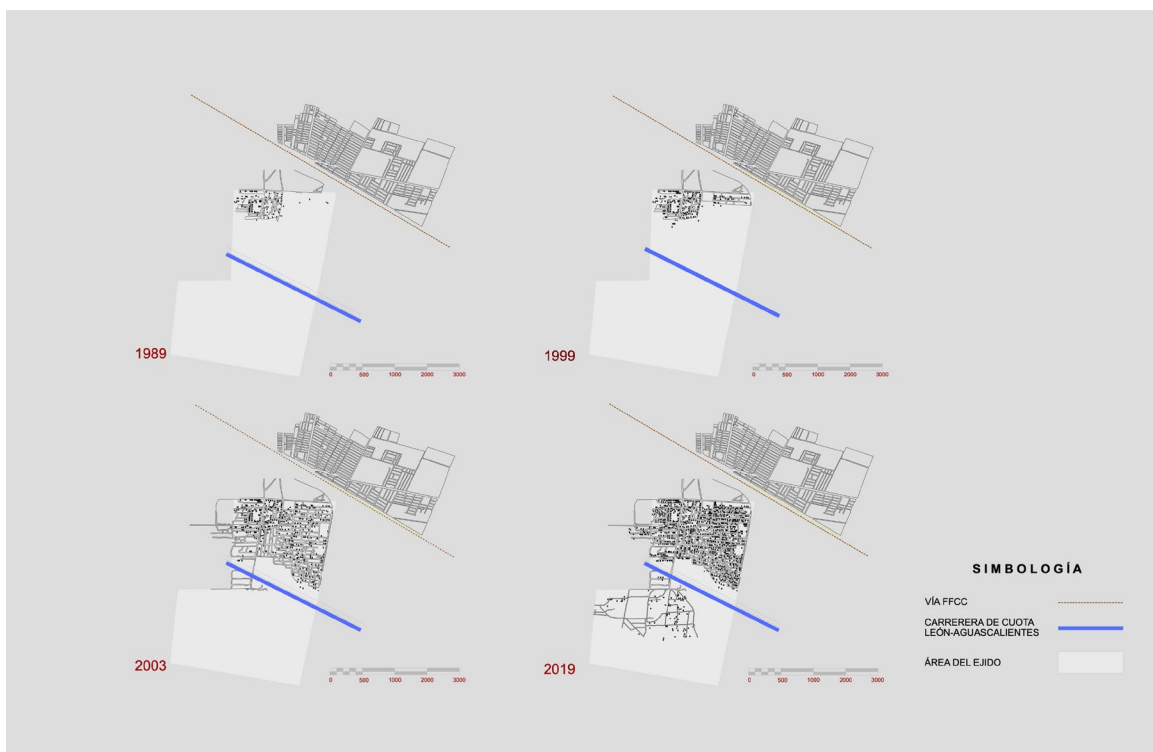 1989
0 500 1000 2000 3000
1999
0 500 1000 2000 3000
2003
0 500 1000 2000 3000
2019
0 500 1000 2000 3000
SIMBOLOGÍA
VÍA FFCC
CARRERERA DE CUOTA
LEÓN-AGUASCALIENTES
ÁREA DEL EJIDO